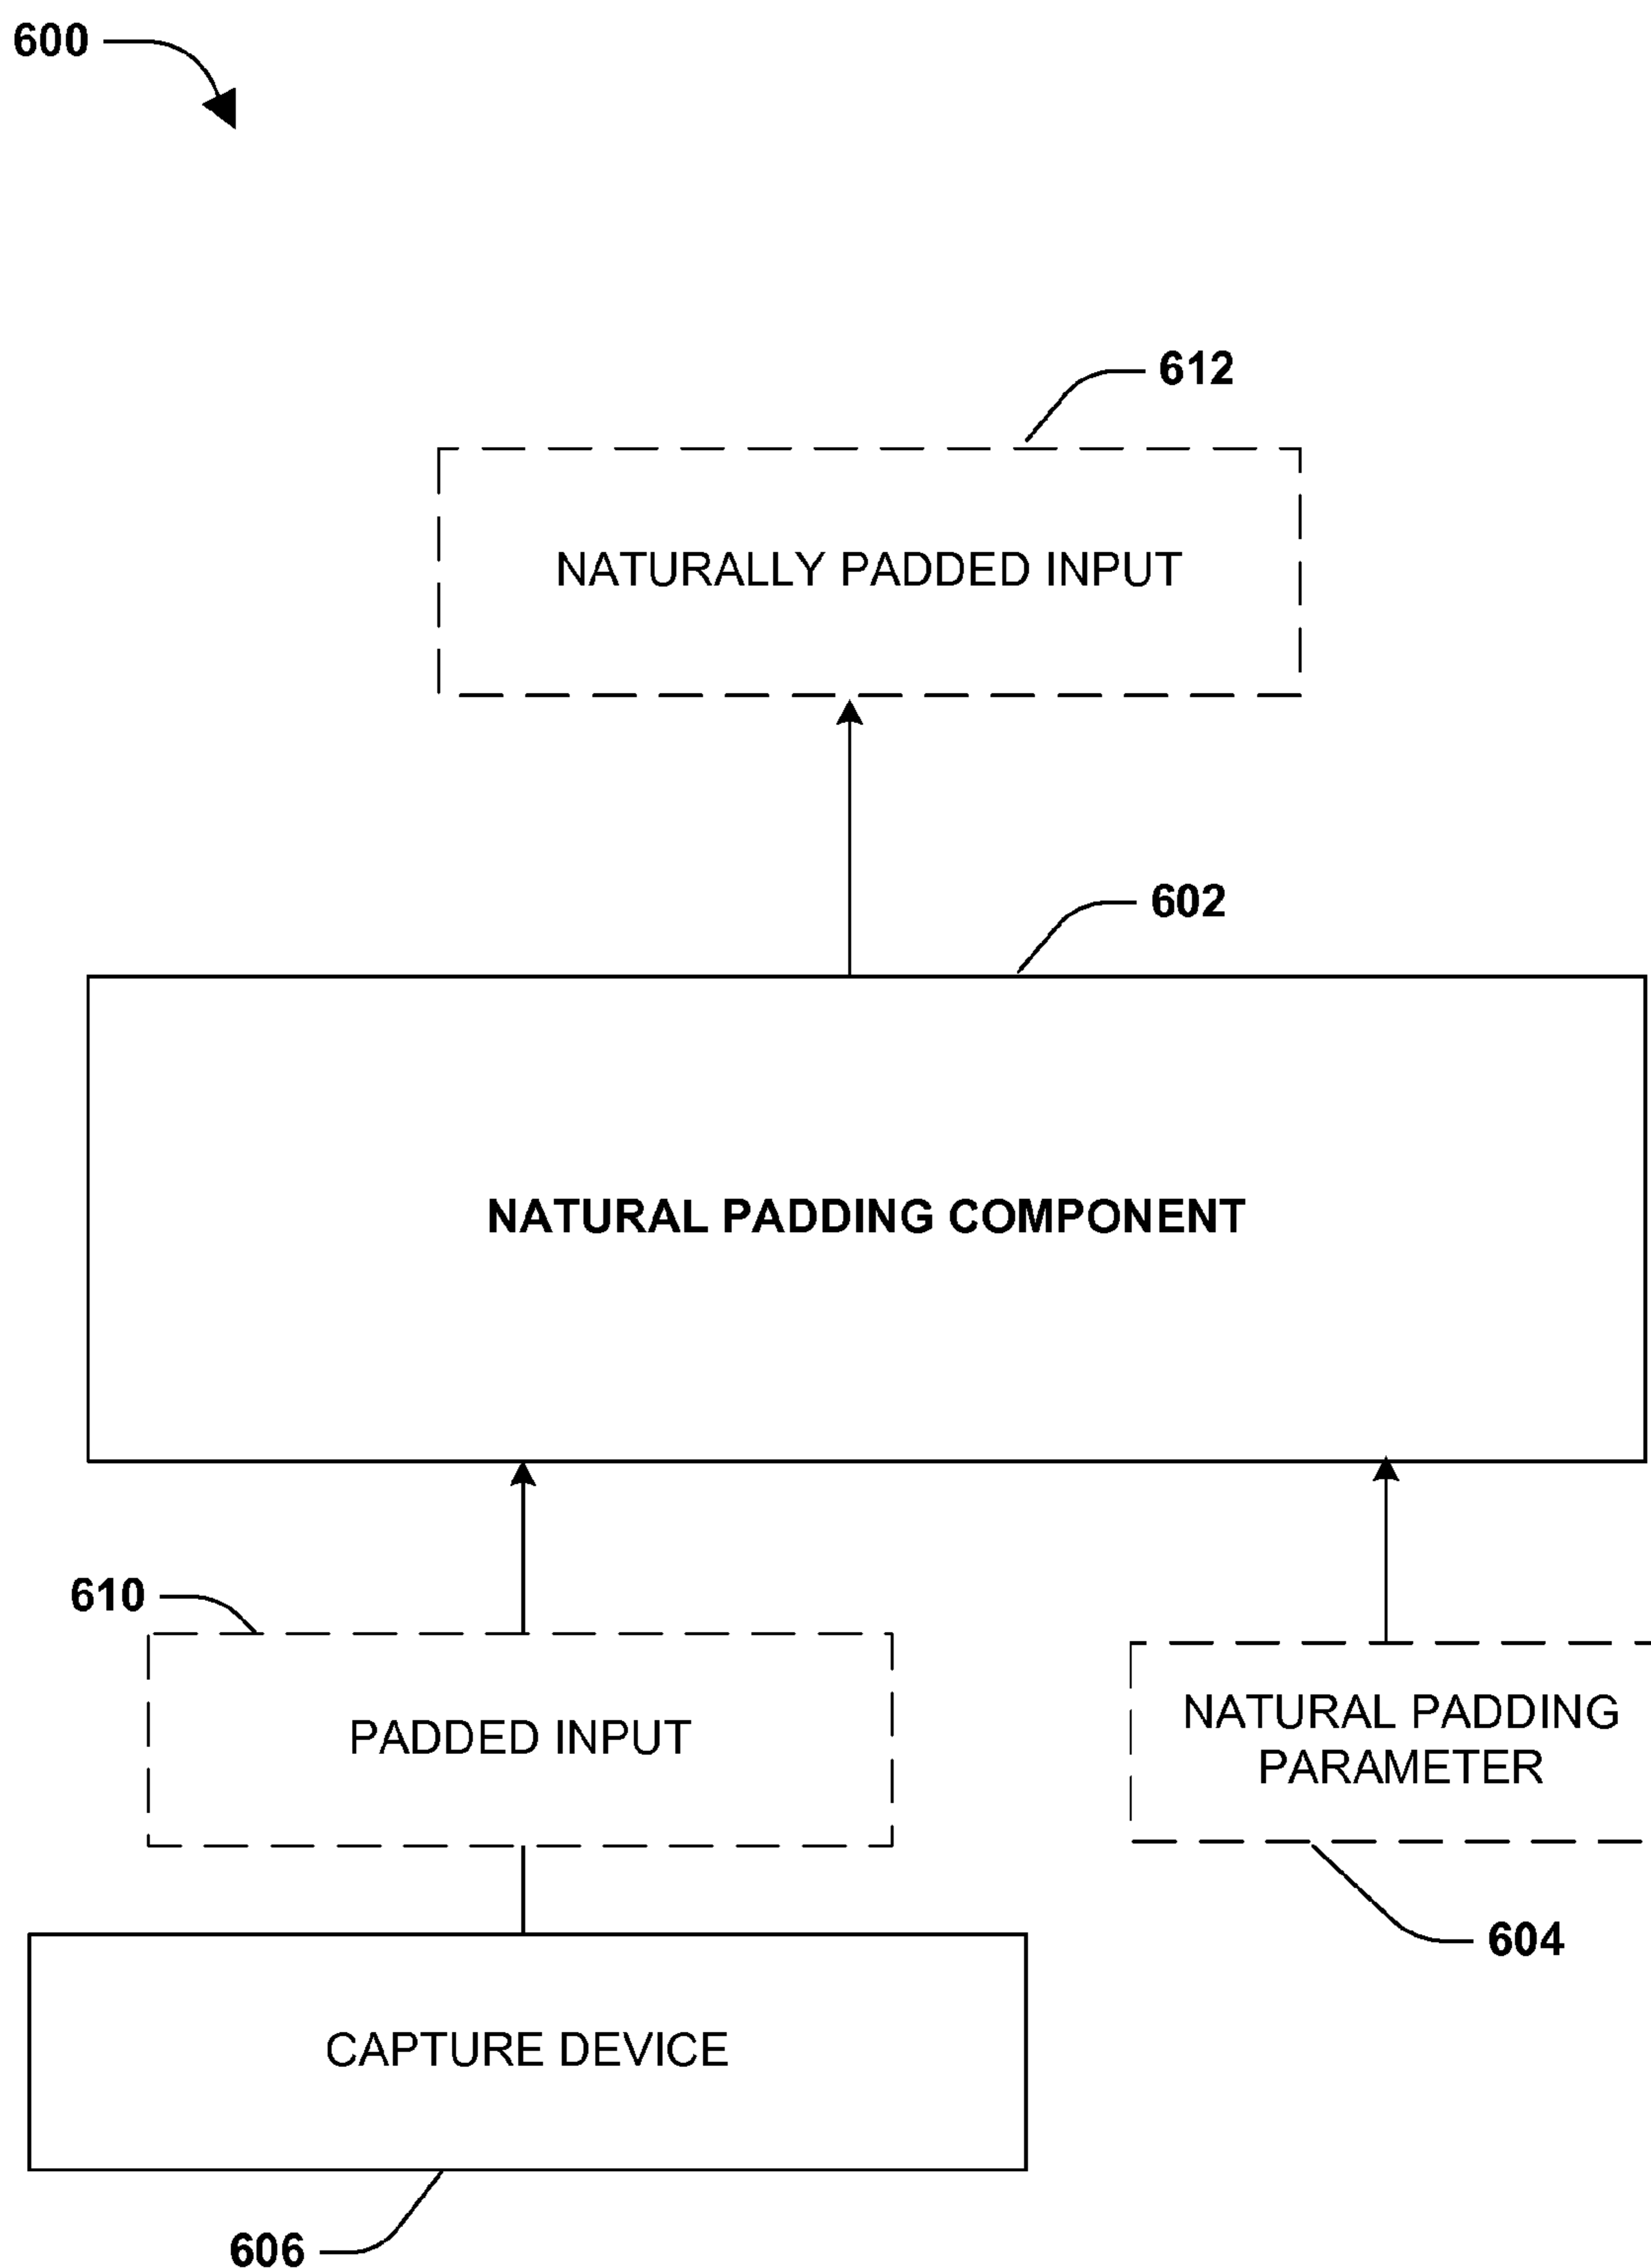 600
612
NATURALLY PADDED INPUT
602
NATURAL PADDING COMPONENT
610
PADDED INPUT
NATURAL PADDING
PARAMETER
604
CAPTURE DEVICE
606